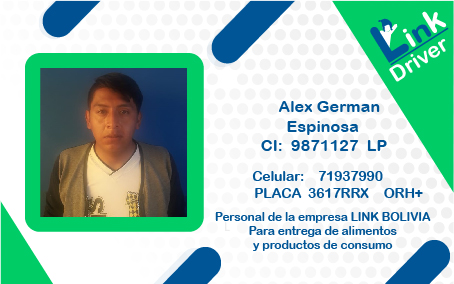 Link
Driver
Alex German
Espinosa
CI: 9871127 LP
Celular: 71937990
PLACA 3617RRX ORH+
Personal de la empresa LINK BOLIVIA
Para entrega de alimentos
y productos de consumo